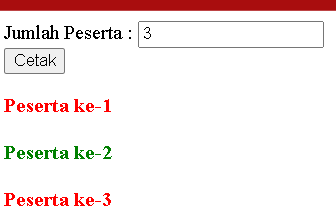 Jumlah Peserta : 3
Cetak
Peserta ke-1
Peserta ke-2
Peserta ke-3